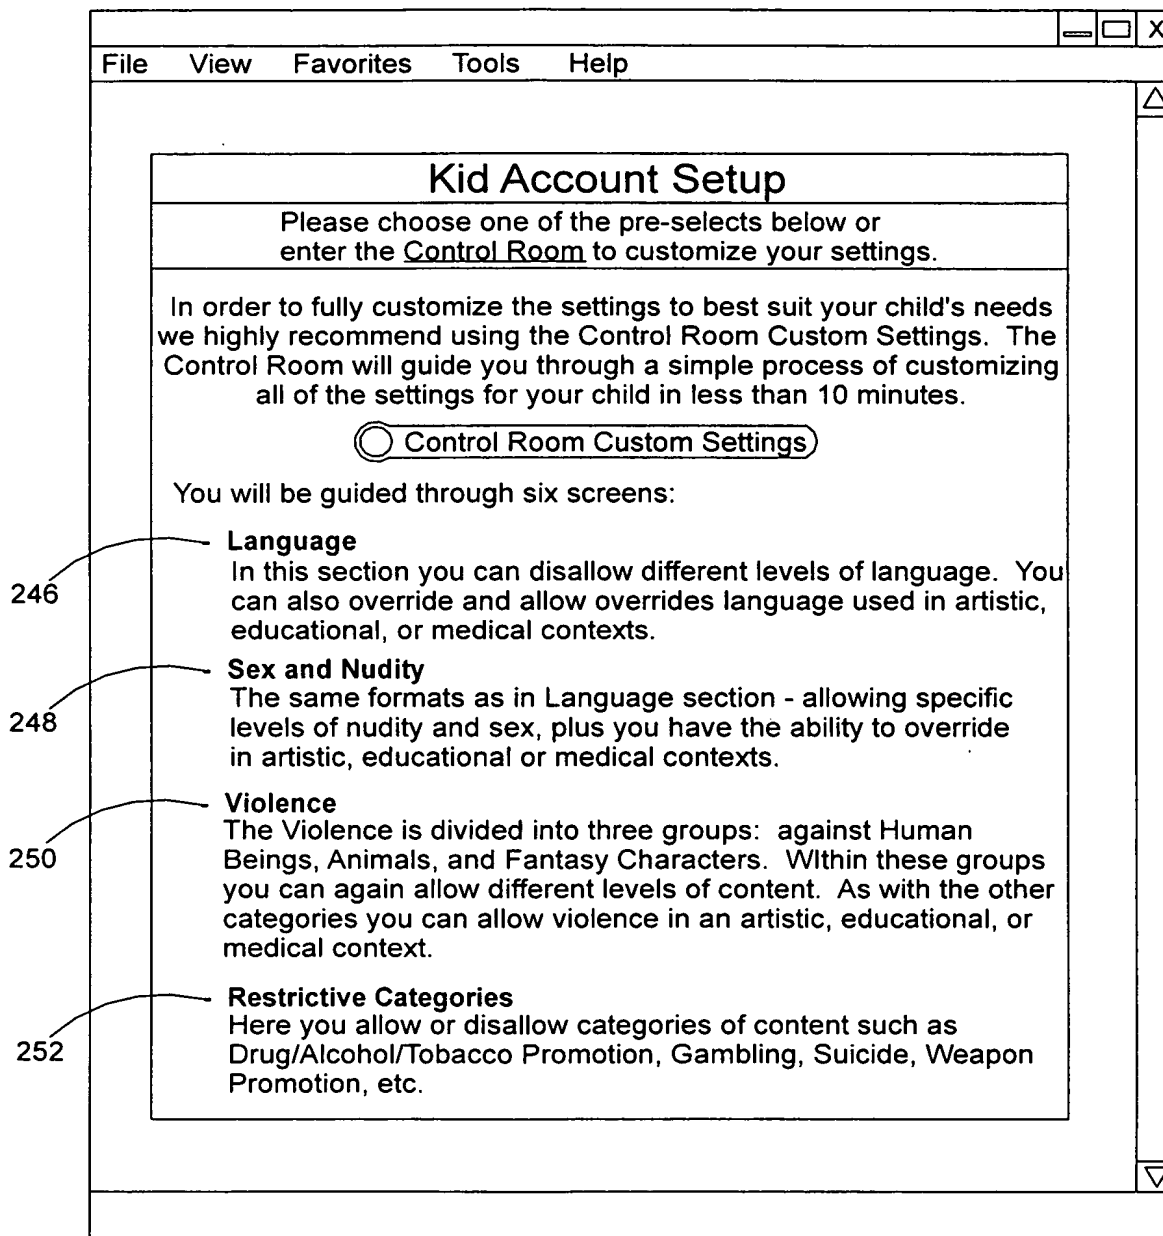 X
File View Favorites Tools Help
Kid Account Setup
Please choose one of the pre-selects below or
enter the Control Room to customize your settings.
In order to fully customize the settings to best suit your child's needs
we highly recommend using the Control Room Custom Settings. The
Control Room will guide you through a simple process of customizing
all of the settings for your child in less than 10 minutes.
Control Room Custom Settings
You will be guided through six screens:
Language
In this section you can disallow different levels of language. You
246
can also override and allow overrides language used in artistic,
educational, or medical contexts.
Sex and Nudity
The same formats as in Language section - allowing specific
248
levels of nudity and sex, plus you have the ability to override
in artistic, educational or medical contexts.
Violence
The Violence is divided into three groups: against Human
250
Beings, Animals, and Fantasy Characters. WIthin these groups
you can again allow different levels of content. As with the other
categories you can allow violence in an artistic, educational, or
medical context.
Restrictive Categories
Here you allow or disallow categories of content such as
252
Drug/Alcohol/Tobacco Promotion, Gambling, Suicide, Weapon
Promotion, etc.